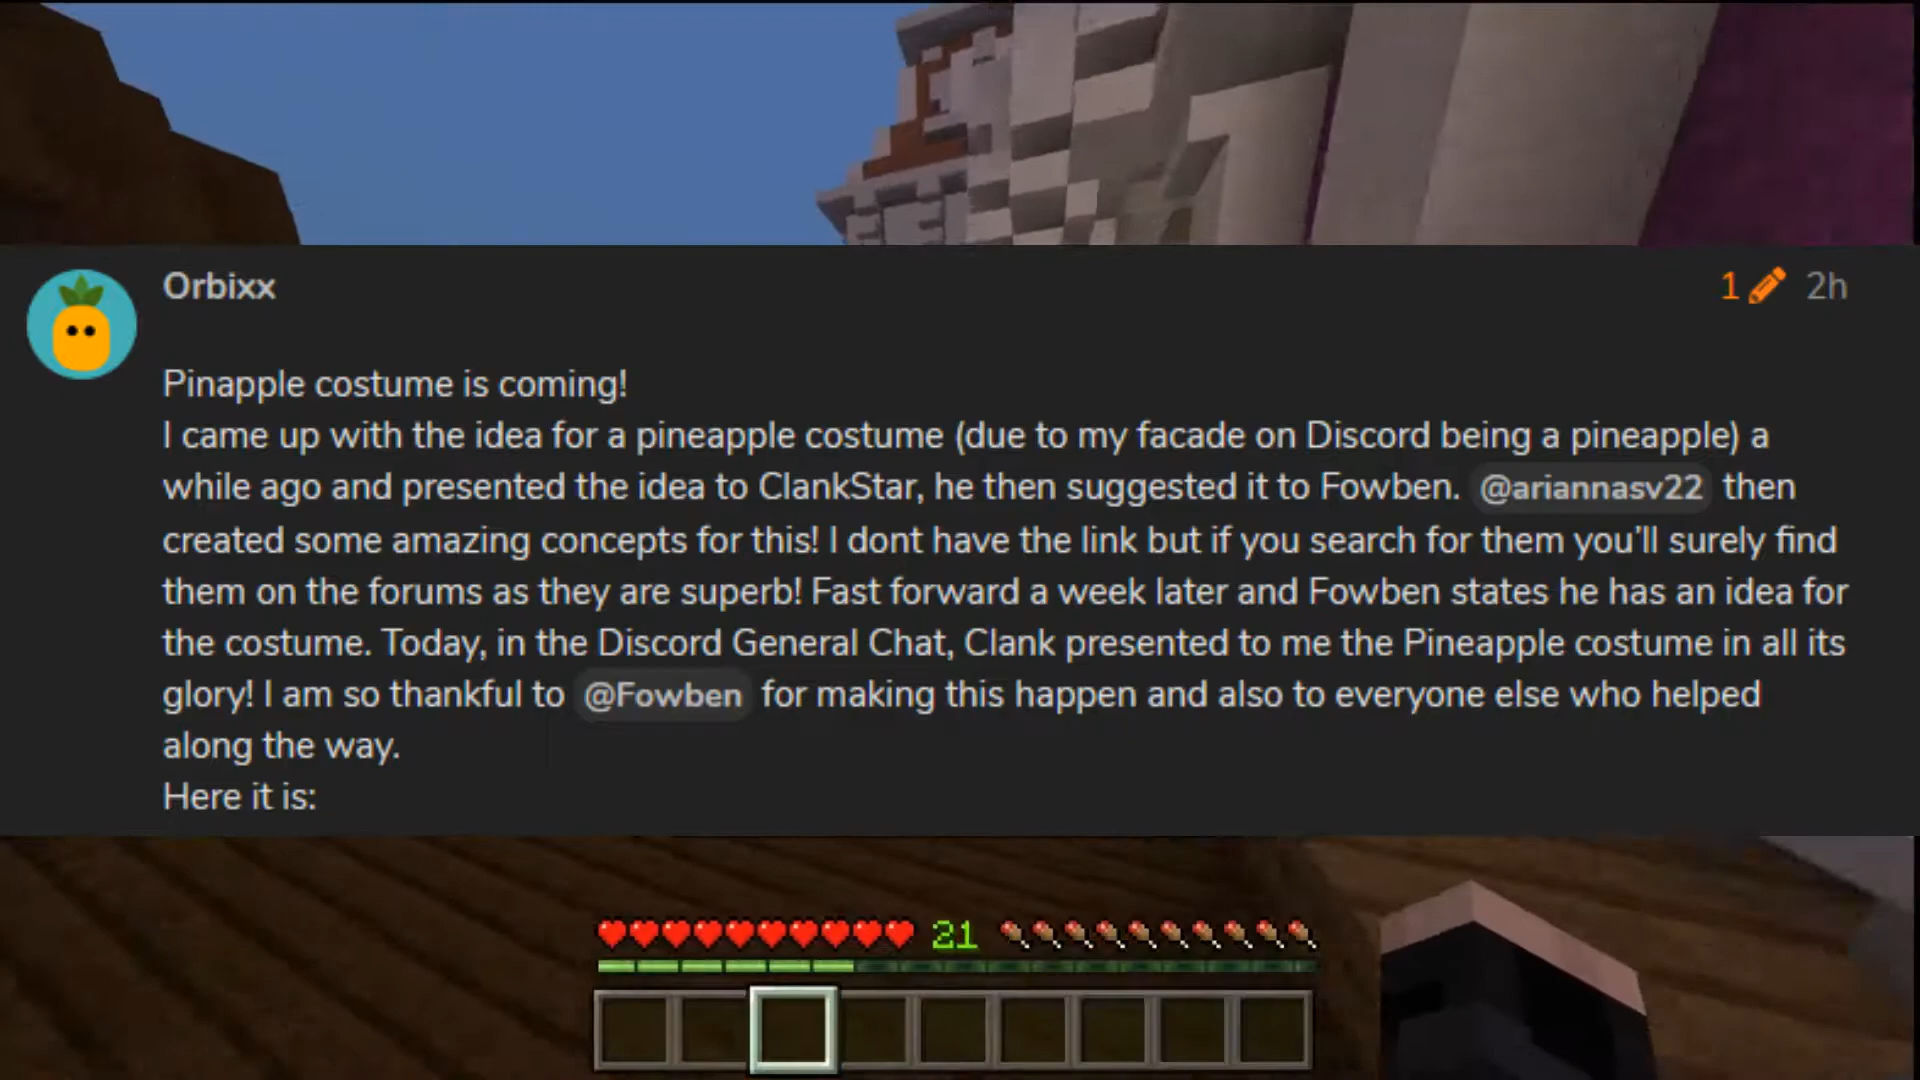 Orbixx
1 2h
Pinapple costume is coming!
I came up with the idea for a pineapple costume (due to my facade on Discord being a pineapple) a
while ago and presented the idea to ClankStar, he then suggested it to Fowben. @ariannasv22 then
created some amazing concepts for this! I dont have the link but if you search for them you'll surely find
them on the forums as they are superb! Fast forward a week later and Fowben states he has an idea for
the costume. Today, in the Discord General Chat, Clank presented to me the Pineapple costume in all its
glory! I am so thankful to @Fowben for making this happen and also to everyone else who helped
along the way.
Here it is:
21